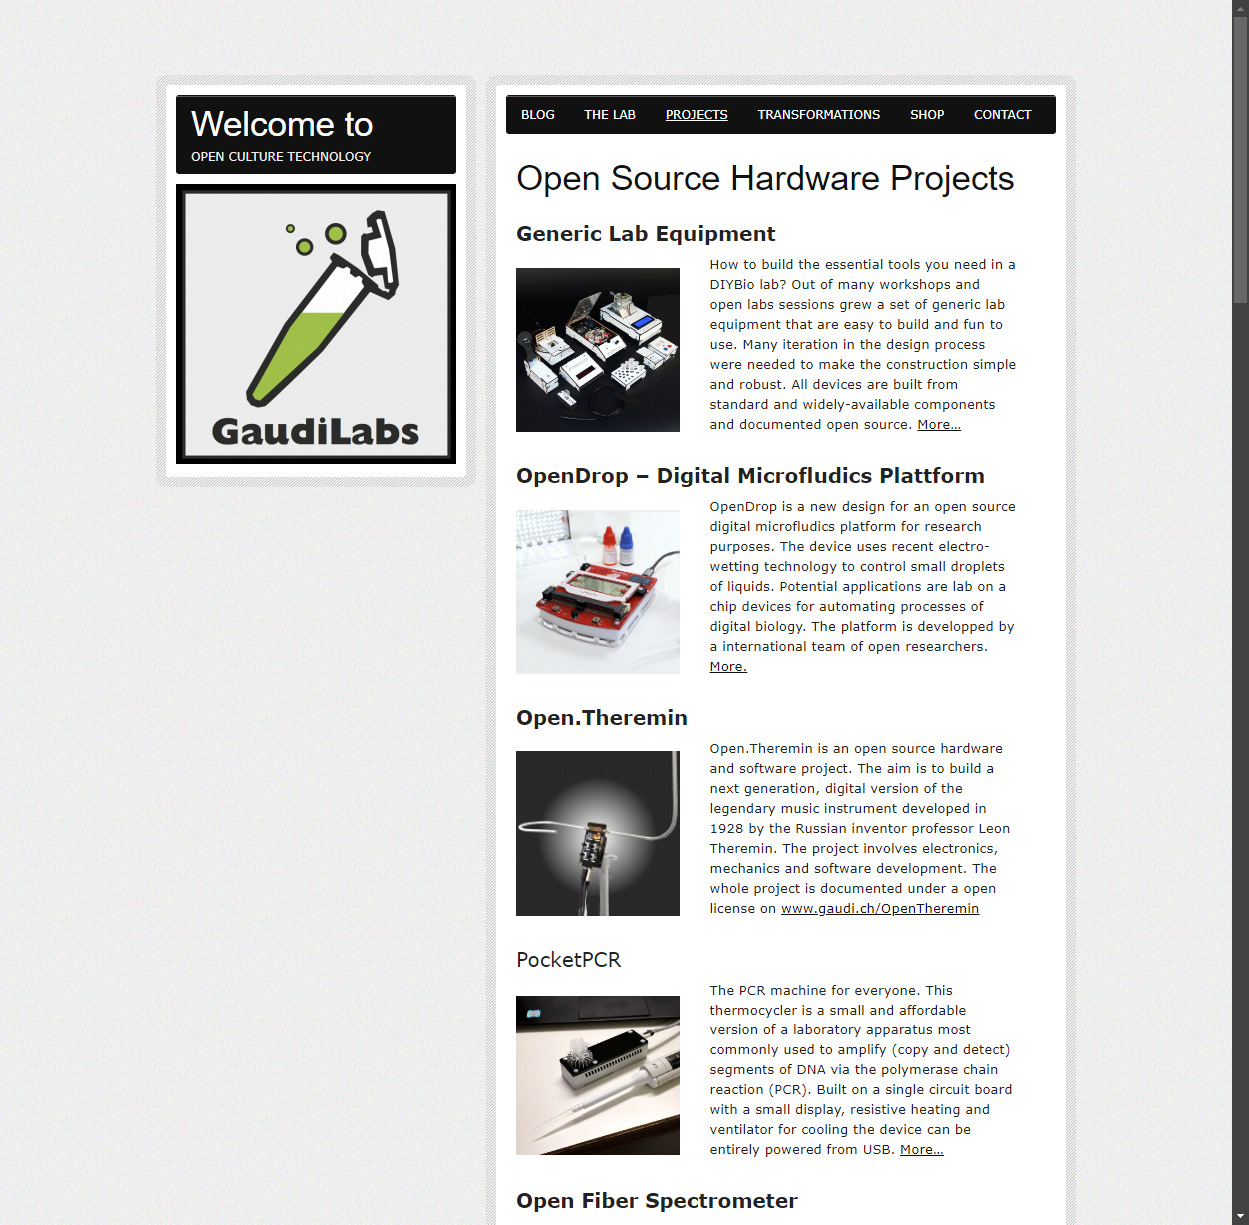 Welcome to
OPEN CULTURE TECHNOLOGY
GaudiLabs
BLOG THE LAB PROJECTS TRANSFORMATIONS SHOP CONTACT
Open Source Hardware Projects
Generic Lab Equipment
How to build the essential tools you need in a
DIYBio lab? Out of many workshops and
open labs sessions grew a set of generic lab
equipment that are easy to build and fun to
use. Many iteration in the design process
were needed to make the construction simple
and robust. All devices are built from
standard and widely-available components
and documented open source. More...
OpenDrop – Digital Microfludics Plattform
OpenDrop is a new design for an open source
digital microfludics platform for research
purposes. The device uses recent electro-
wetting technology to control small droplets
of liquids. Potential applications are lab on a
chip devices for automating processes of
digital biology. The platform is developped by
a international team of open researchers.
More.
Open.Theremin
Open.Theremin is an open source hardware
and software project. The aim is to build a
next generation, digital version of the
legendary music instrument developed in
1928 by the Russian inventor professor Leon
Theremin. The project involves electronics,
mechanics and software development. The
whole project is documented under a open
license on www.gaudi.ch/OpenTheremin
PocketPCR
The PCR machine for everyone. This
thermocycler is a small and affordable
version of a laboratory apparatus most
commonly used to amplify (copy and detect)
segments of DNA via the polymerase chain
reaction (PCR). Built on a single circuit board
with a small display, resistive heating and
ventilator for cooling the device can be
entirely powered from USB. More...
Open Fiber Spectrometer